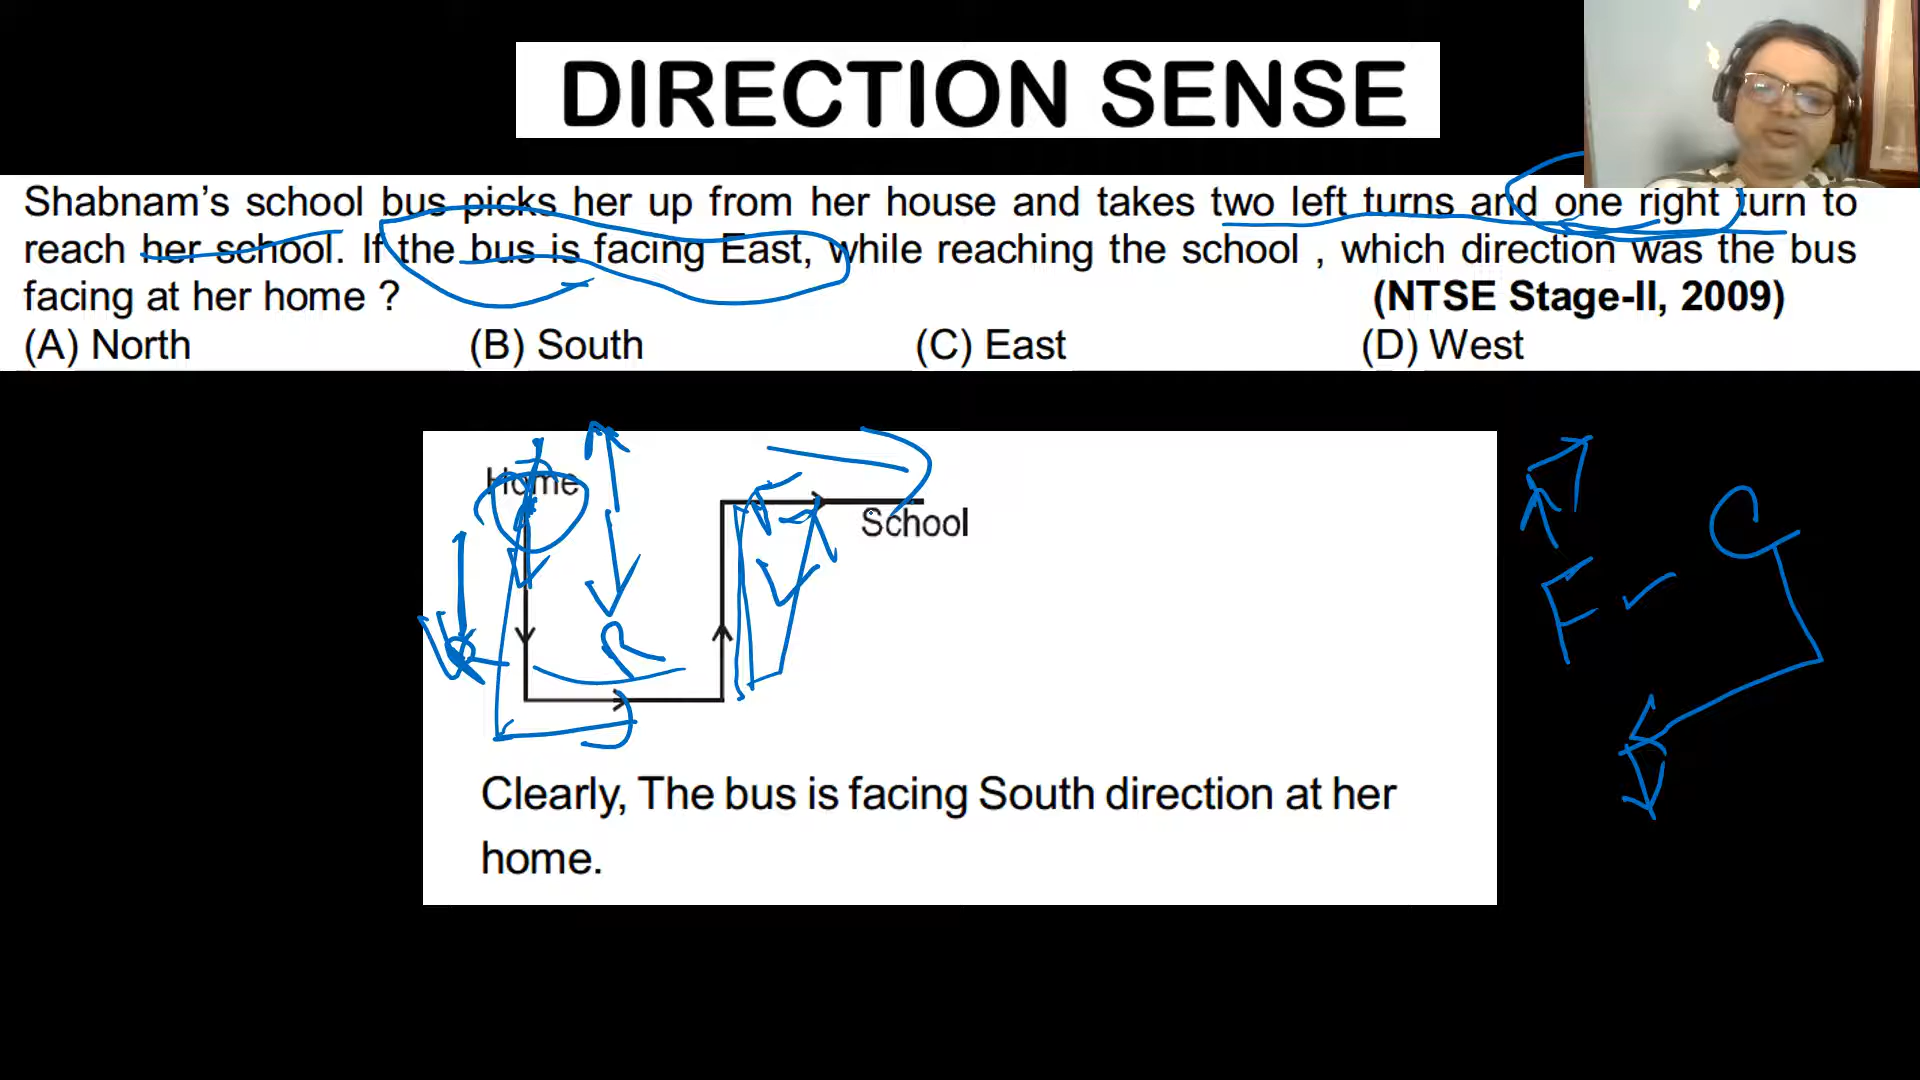 DIRECTION SENSE
Shabnam’s school bus picks her up from her house and takes two left turns and one right turn to
reach her school. If the bus is facing East, while reaching the school , which direction was the bus
facing at her home ? (NTSE Stage-II, 2009)
(A) North (B) South (C) East (D) West
Home
School
R
F
Clearly, The bus is facing South direction at her
home.